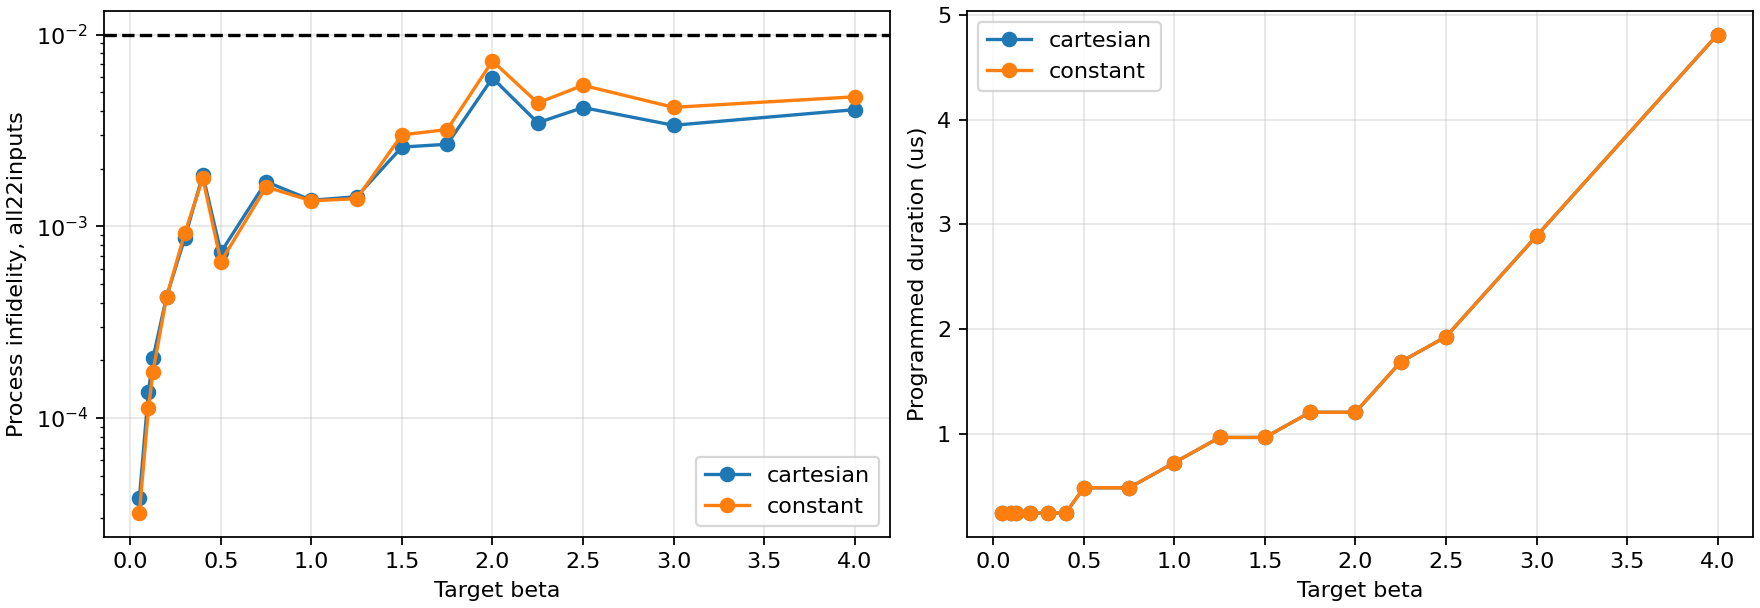 Process infidelity, all22inputs
10⁻²
10⁻³
10⁻⁴
cartesian
constant
0.0 0.5 1.0 1.5 2.0 2.5 3.0 3.5 4.0
Target beta
Programmed duration (us)
5
4
3
2
1
cartesian
constant
0.0 0.5 1.0 1.5 2.0 2.5 3.0 3.5 4.0
Target beta